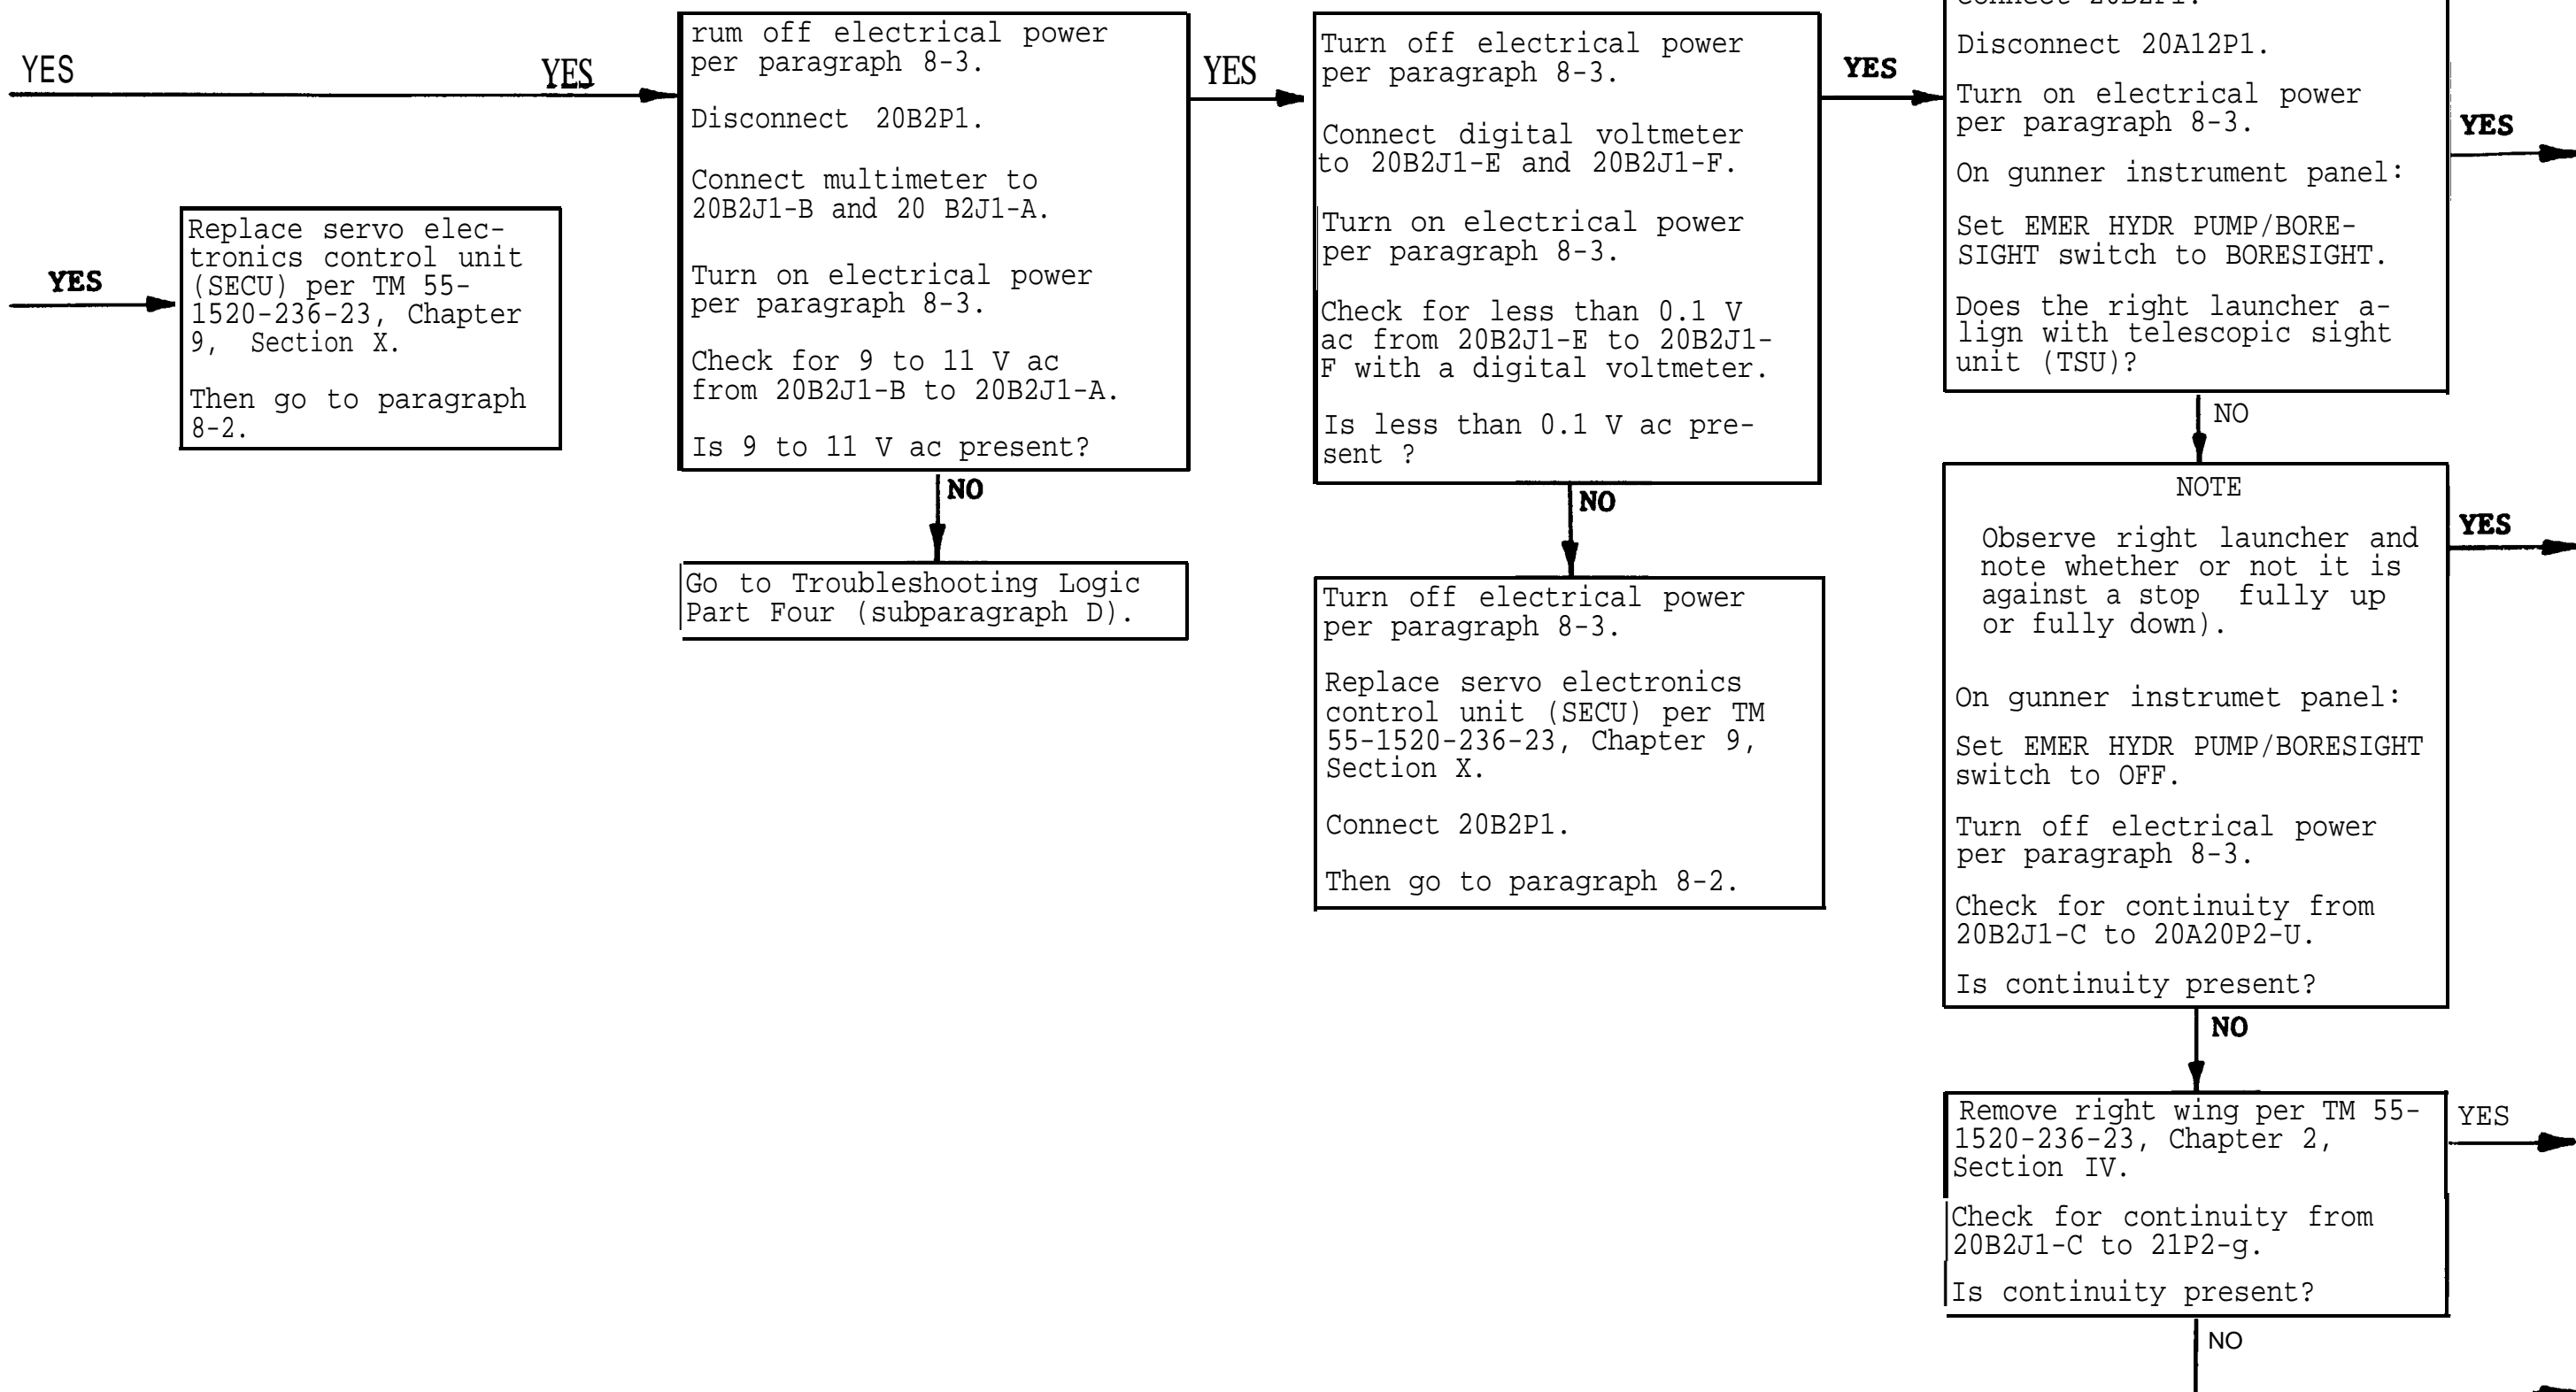 YES
YES
rum off electrical power
per paragraph 8-3.
Disconnect 20B2P1.
Connect multimeter to
20B2J1-B and 20 B2J1-A.
Turn on electrical power
per paragraph 8-3.
Check for 9 to 11 V ac
from 20B2J1-B to 20B2J1-A.
Is 9 to 11 V ac present?
YES
Replace servo elec-
tronics control unit
(SECU) per TM 55-
1520-236-23, Chapter
9, Section X.
Then go to paragraph
8-2.
NO
Go to Troubleshooting Logic
Part Four (subparagraph D).
YES
Turn off electrical power
per paragraph 8-3.
Connect digital voltmeter
to 20B2J1-E and 20B2J1-F.
Turn on electrical power
per paragraph 8-3.
Check for less than 0.1 V
ac from 20B2J1-E to 20B2J1-
F with a digital voltmeter.
Is less than 0.1 V ac pre-
sent ?
NO
Turn off electrical power
per paragraph 8-3.
Replace servo electronics
control unit (SECU) per TM
55-1520-236-23, Chapter 9,
Section X.
Connect 20B2P1.
Then go to paragraph 8-2.
YES
Connect 20B2P1.
Disconnect 20A12P1.
Turn on electrical power
per paragraph 8-3.
On gunner instrument panel:
Set EMER HYDR PUMP/BORE-
SIGHT switch to BORESIGHT.
Does the right launcher a-
lign with telescopic sight
unit (TSU)?
YES
NO
NOTE
Observe right launcher and
note whether or not it is
against a stop fully up
or fully down).
On gunner instrumet panel:
Set EMER HYDR PUMP/BORESIGHT
switch to OFF.
Turn off electrical power
per paragraph 8-3.
Check for continuity from
20B2J1-C to 20A20P2-U.
Is continuity present?
YES
NO
Remove right wing per TM 55-
1520-236-23, Chapter 2,
Section IV.
Check for continuity from
20B2J1-C to 21P2-g.
Is continuity present?
YES
NO